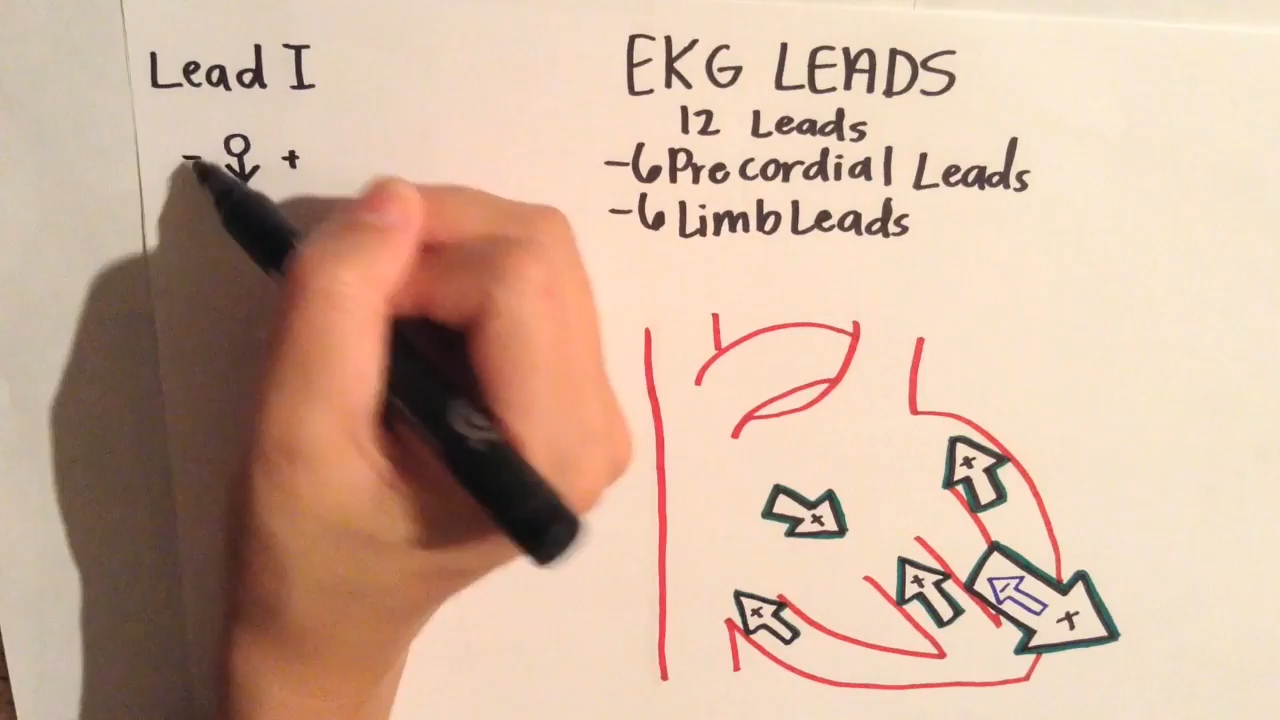 Lead I
- +
EKG LEADS
12 Leads
-6 Precordial Leads
-6 Limb Leads
+
+
+
+
- +